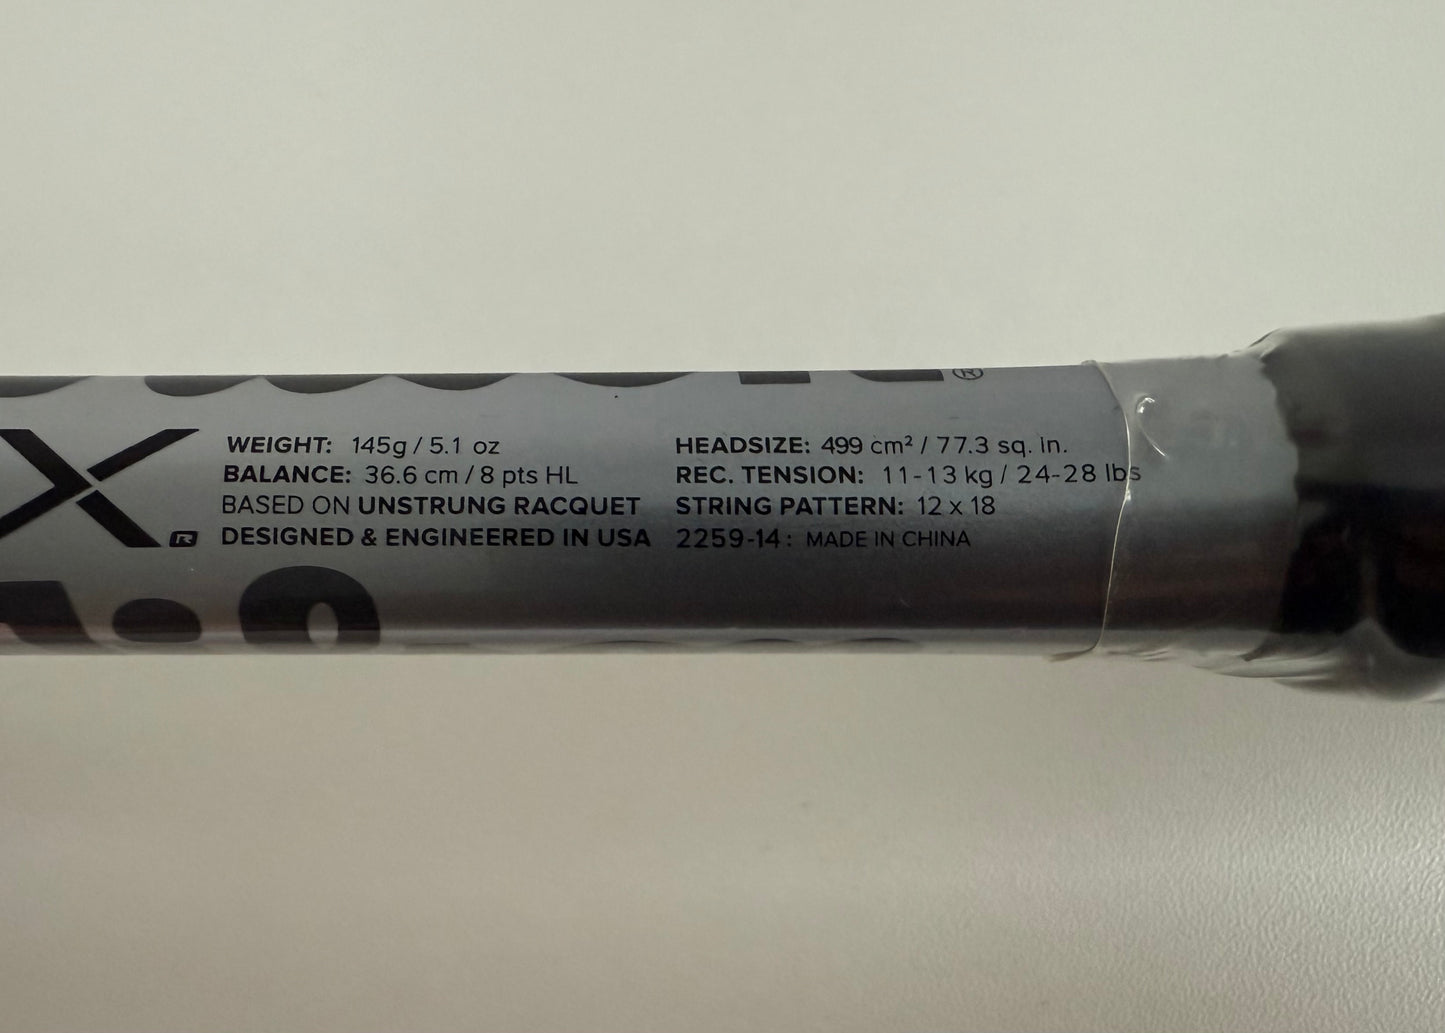 X.
WEIGHT: 145g / 5.1 oz
BALANCE: 36.6 cm / 8 pts HL
BASED ON UNSTRUNG RACQUET
DESIGNED & ENGINEERED IN USA
HEADSIZE: 499 cm² / 77.3 sq. in.
REC. TENSION: 11-13 kg / 24-28 lbs
STRING PATTERN: 12 x 18
2259-14: MADE IN CHINA